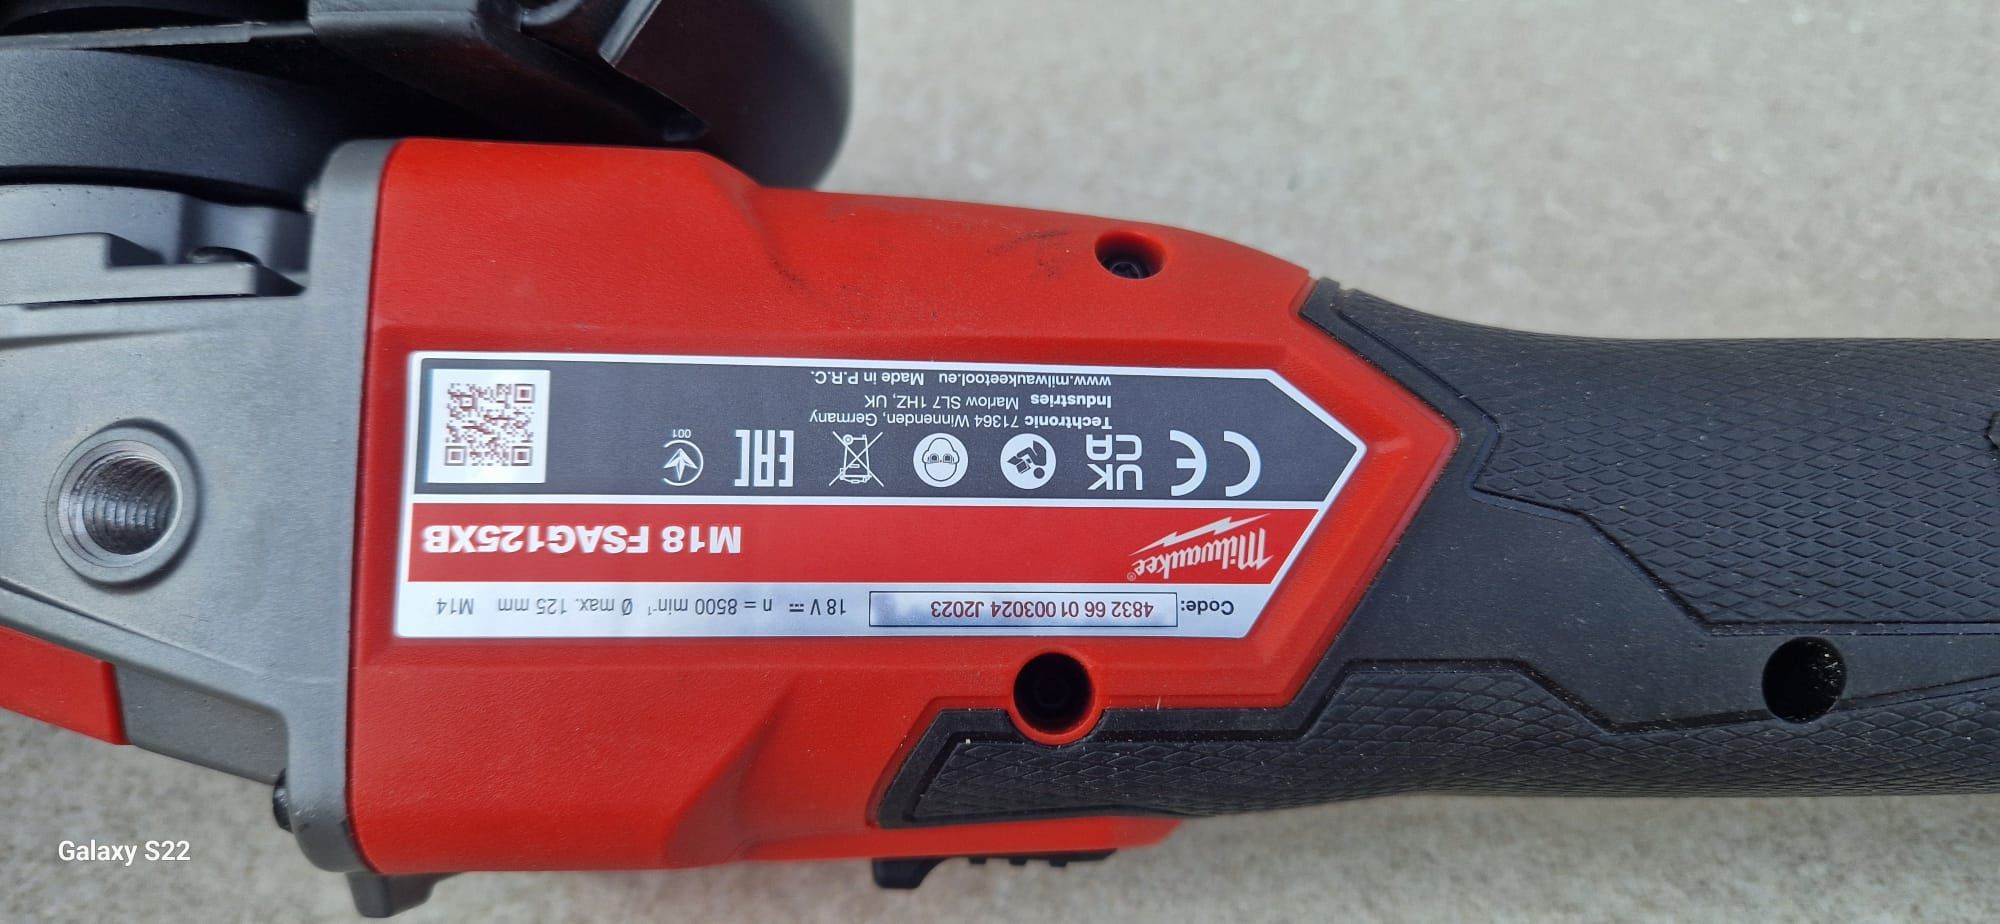 Code: 4832 66 01 003024 J2023 18 V ⎓ n = 8500 min⁻¹ Ø max. 125 mm M14
Milwaukee® M18 FSAG125XB
CE UK CA EAC 001
Techtronic 71364 Winnenden, Germany
Industries Marlow SL7 1HZ, UK
www.milwaukeetool.eu Made in P.R.C.
Galaxy S22